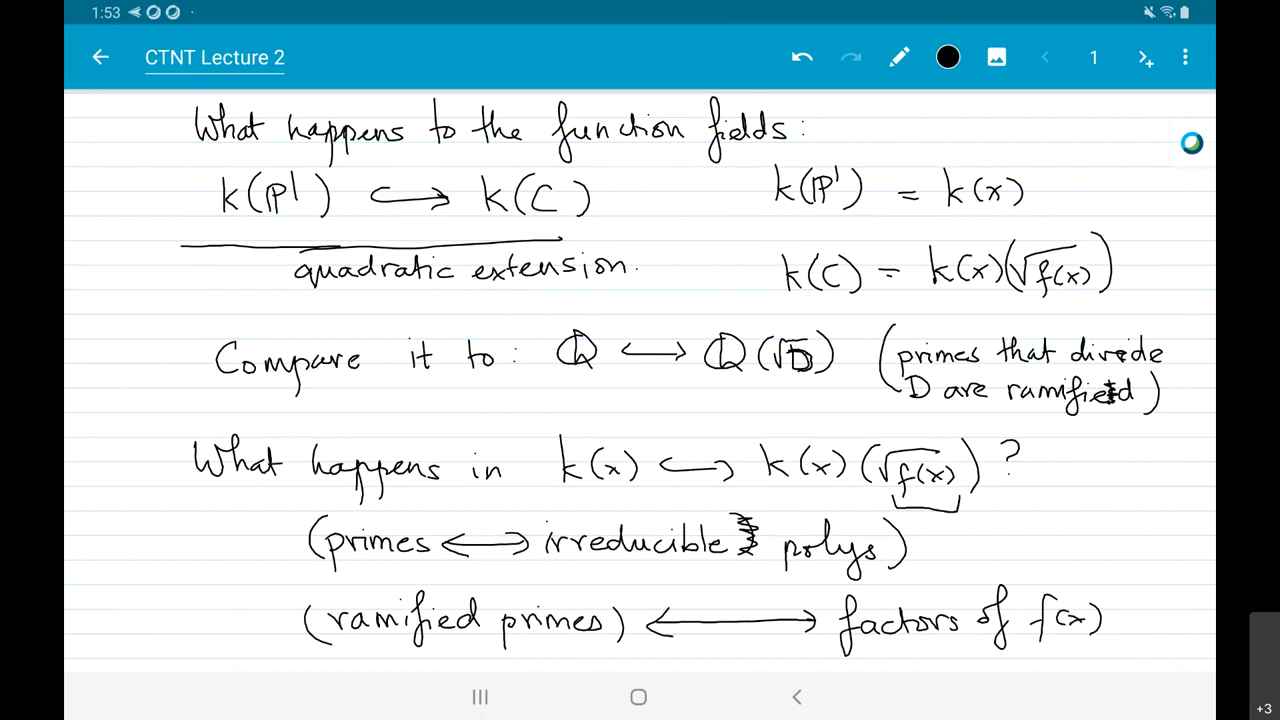 1:53
CTNT Lecture 2
1
What happens to the function fields:
k(ℙ¹) ↪ k(C) k(ℙ¹) = k(x)
quadratic extension. k(C) = k(x)(√f(x))
Compare it to: ℚ ↪ ℚ(√D) (primes that divide
D are ramified)
What happens in k(x) ↪ k(x)(√f(x)) ?
(primes ⟷ irreducible polys)
(ramified primes) ⟷ factors of f(x)
+3